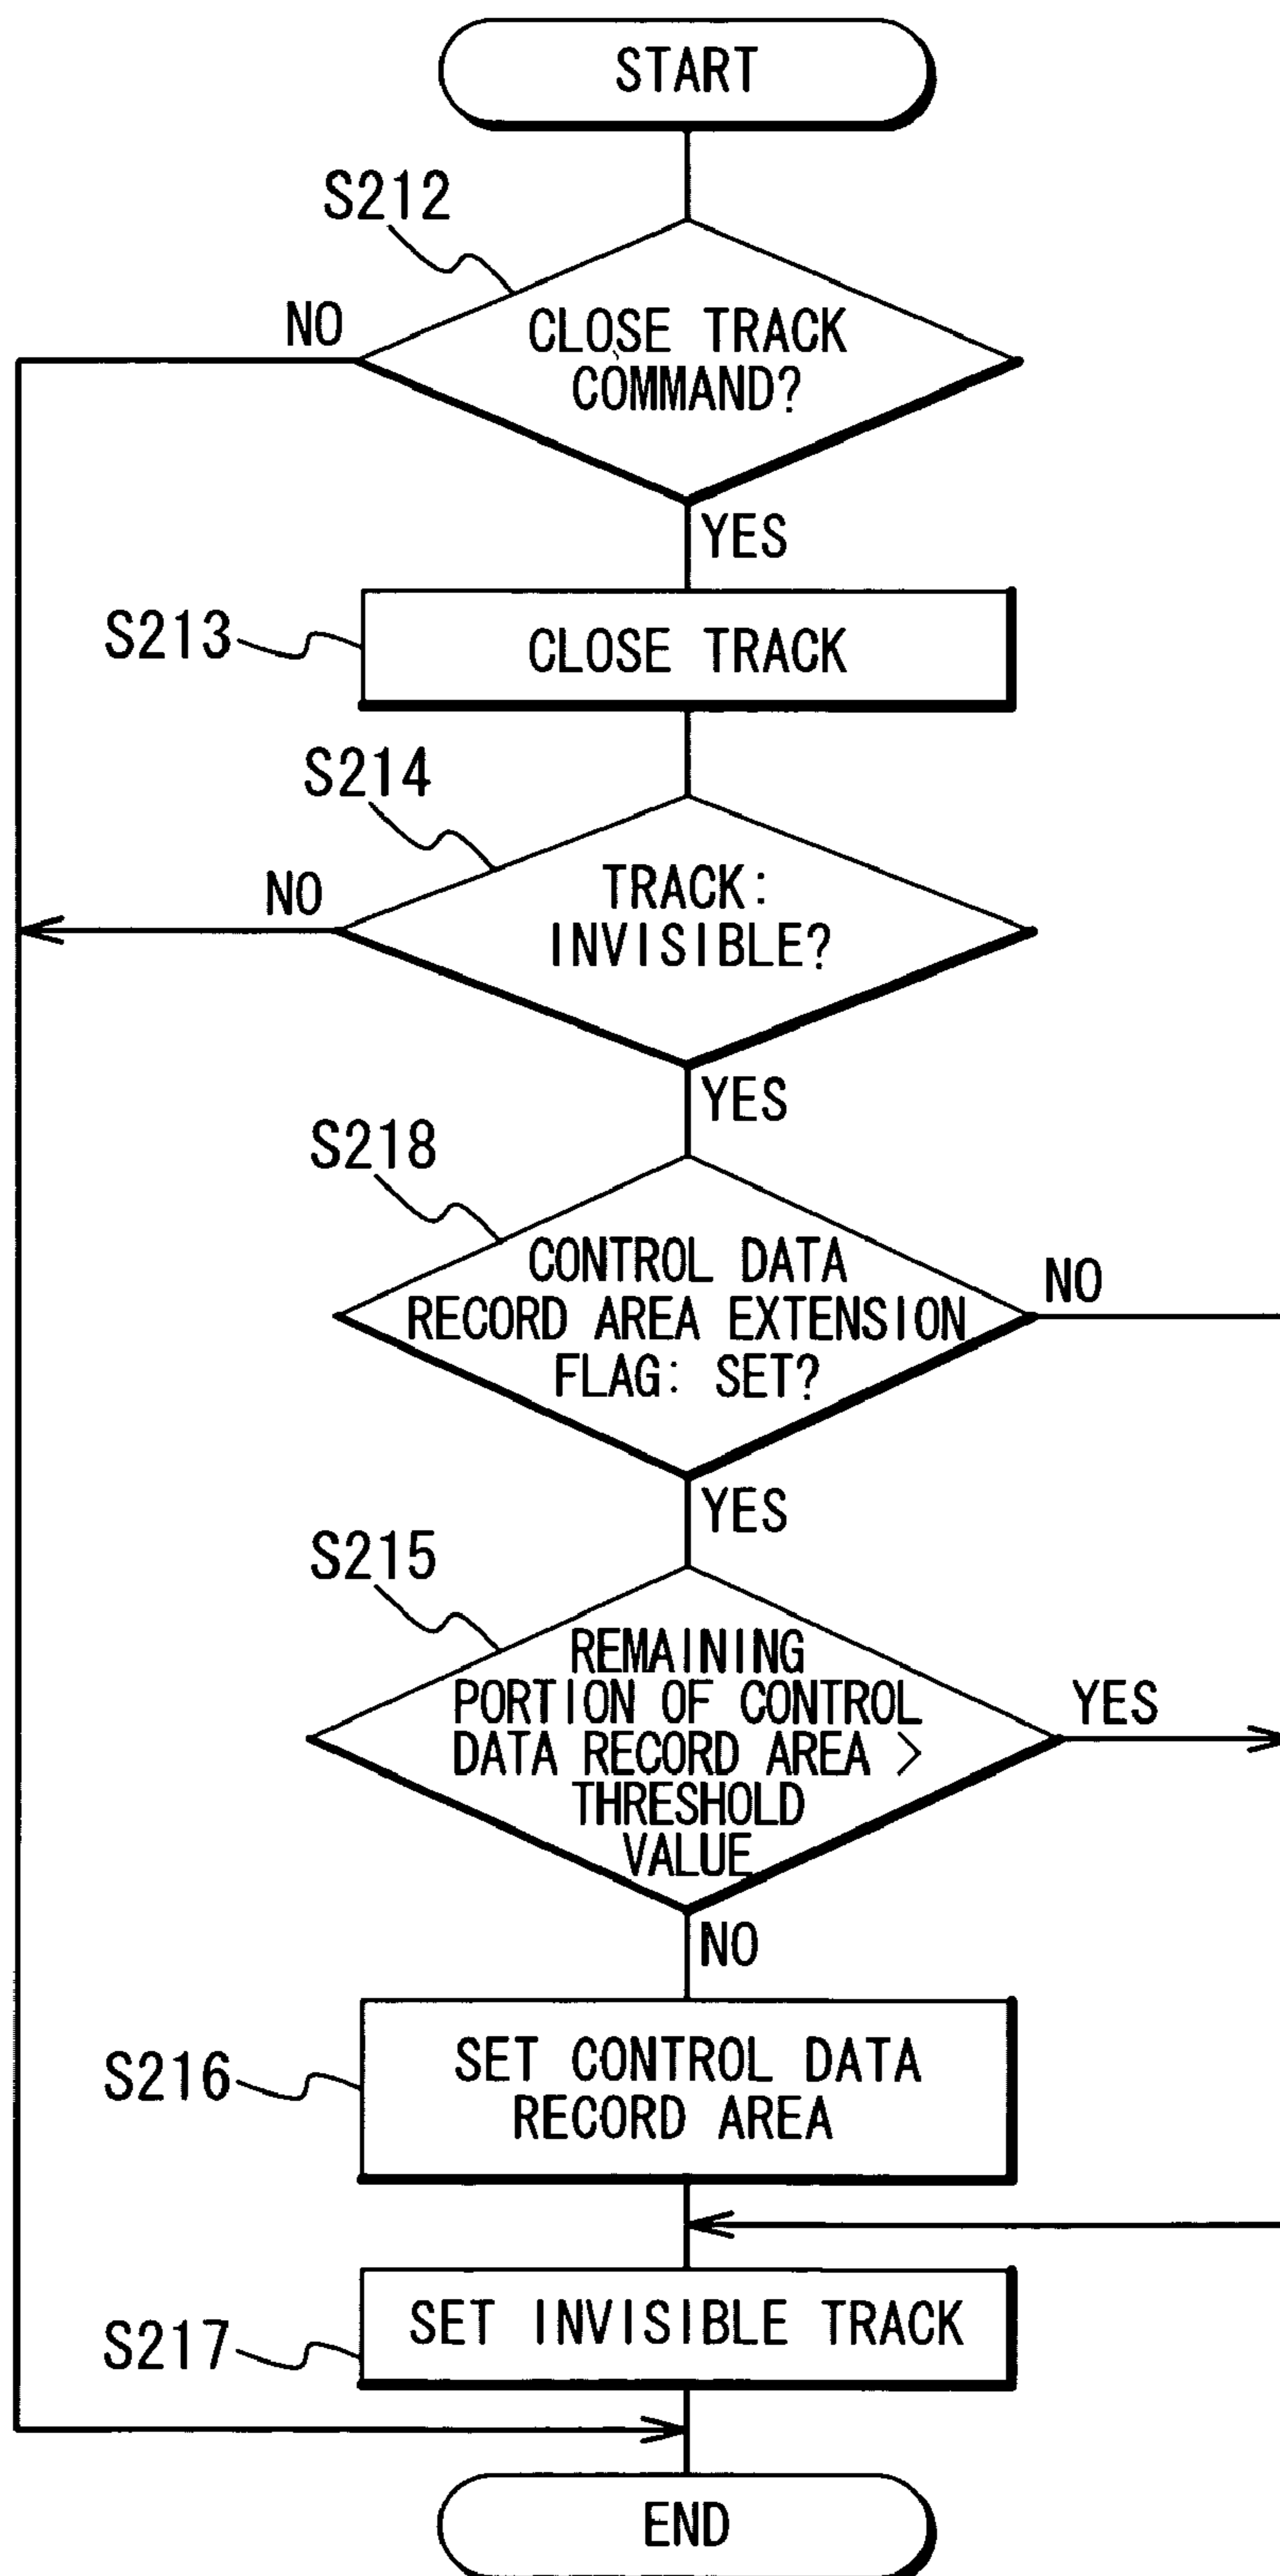 START
S212
NO
CLOSE TRACK
COMMAND?
YES
S213
CLOSE TRACK
S214
NO
TRACK:
INVISIBLE?
YES
S218
CONTROL DATA
RECORD AREA EXTENSION
FLAG: SET?
NO
YES
S215
REMAINING
PORTION OF CONTROL
DATA RECORD AREA >
THRESHOLD
VALUE
YES
NO
S216
SET CONTROL DATA
RECORD AREA
S217
SET INVISIBLE TRACK
END